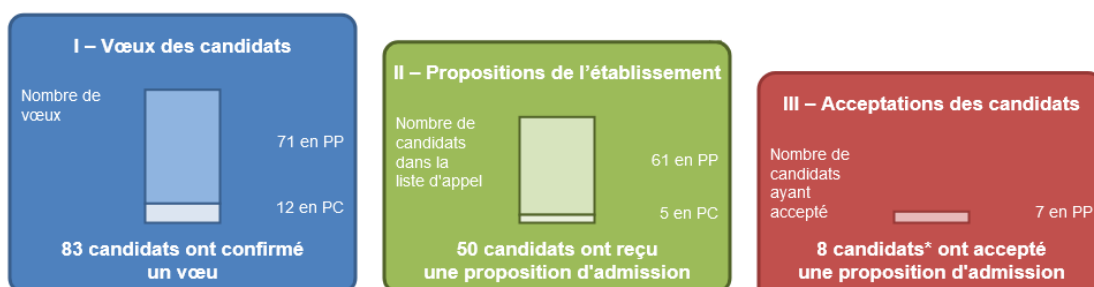 I – Vœux des candidats
Nombre de
vœux
71 en PP
12 en PC
83 candidats ont confirmé
un vœu
II – Propositions de l'établissement
Nombre de
candidats
dans la
liste d'appel
61 en PP
5 en PC
50 candidats ont reçu
une proposition d'admission
III – Acceptations des candidats
Nombre de
candidats
ayant
accepté
7 en PP
8 candidats* ont accepté
une proposition d'admission